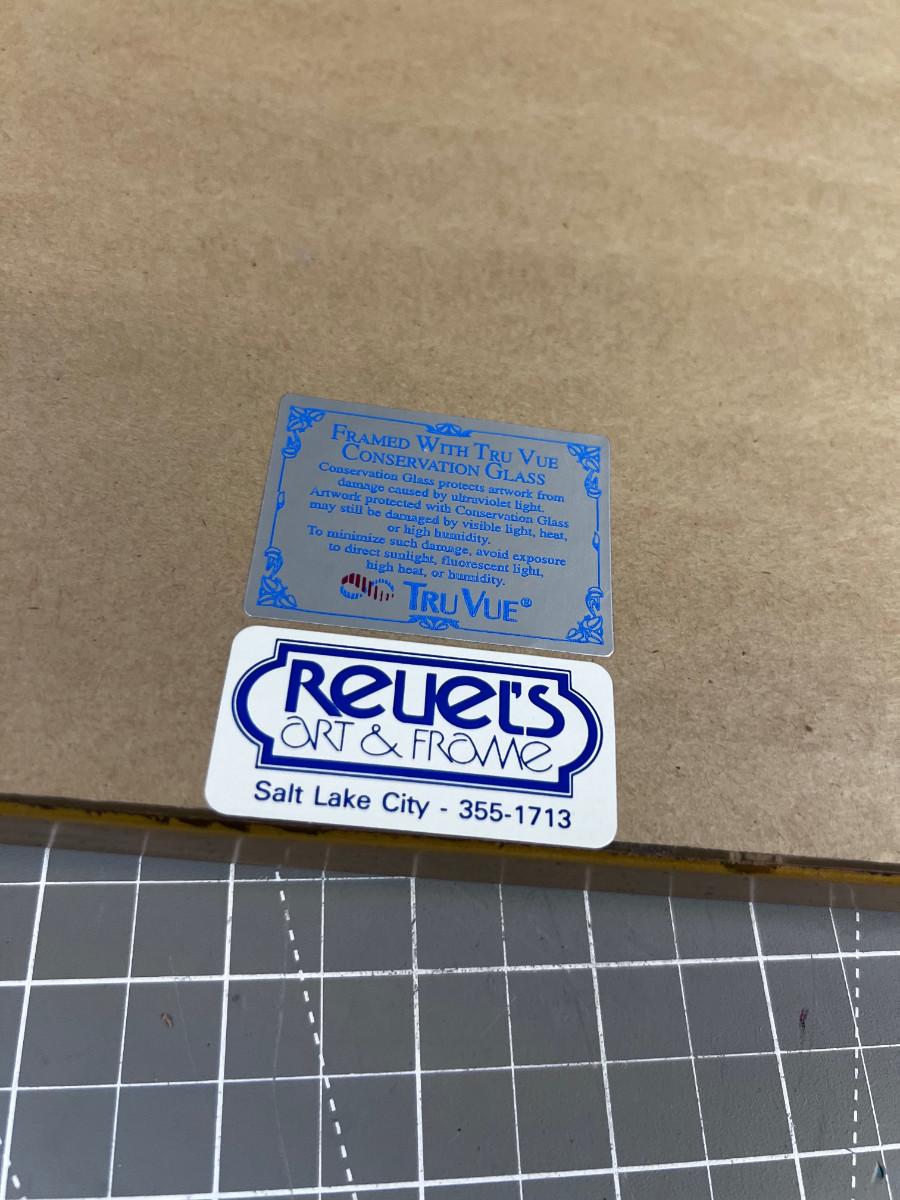 Framed With Tru Vue
Conservation Glass
Conservation Glass protects artwork from
damage caused by ultraviolet light.
Artwork protected with Conservation Glass
may still be damaged by visible light, heat,
or high humidity.
To minimize such damage, avoid exposure
to direct sunlight, fluorescent light,
high heat, or humidity.
Tru Vue®
Reuel's
Art & Frame
Salt Lake City - 355-1713